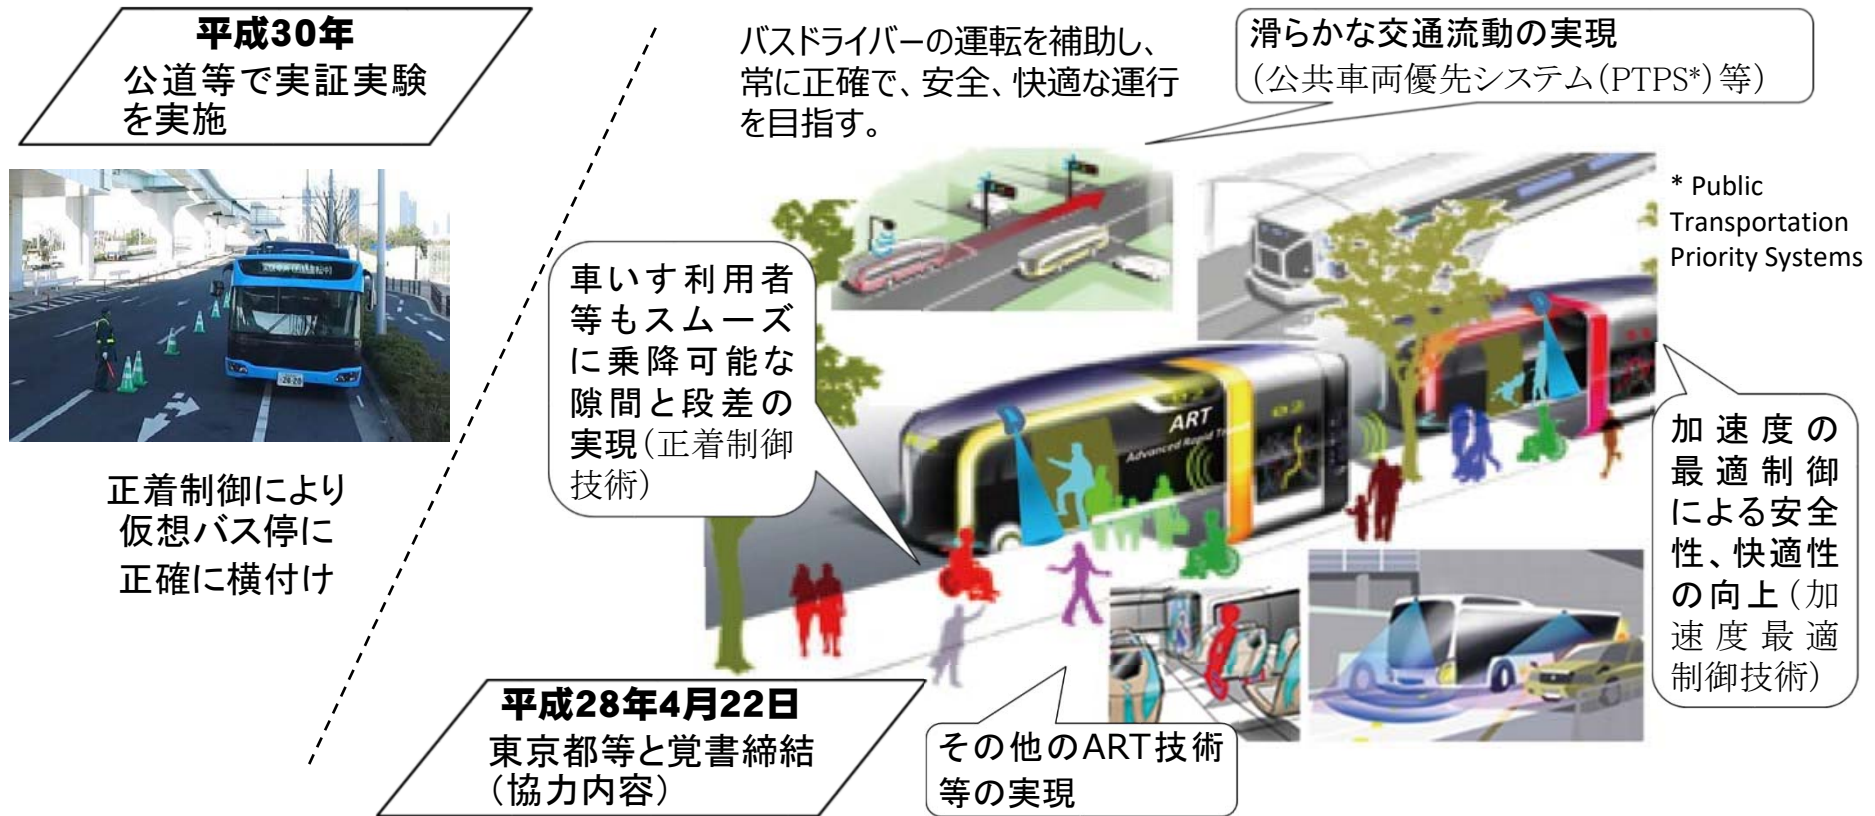 平成30年
公道等で実証実験
を実施
正着制御により
仮想バス停に
正確に横付け
バスドライバーの運転を補助し、
常に正確で、安全、快適な運行
を目指す。
滑らかな交通流動の実現
(公共車両優先システム(PTPS*)等)
* Public
Transportation
Priority Systems
車いす利用者
等もスムーズ
に乗降可能な
隙間と段差の
実現(正着制御
技術)
ART
Advanced Rapid
加速度の
最適制御
による安全
性、快適性
の向上(加
速度最適
制御技術)
平成28年4月22日
東京都等と覚書締結
(協力内容)
その他のART技術
等の実現